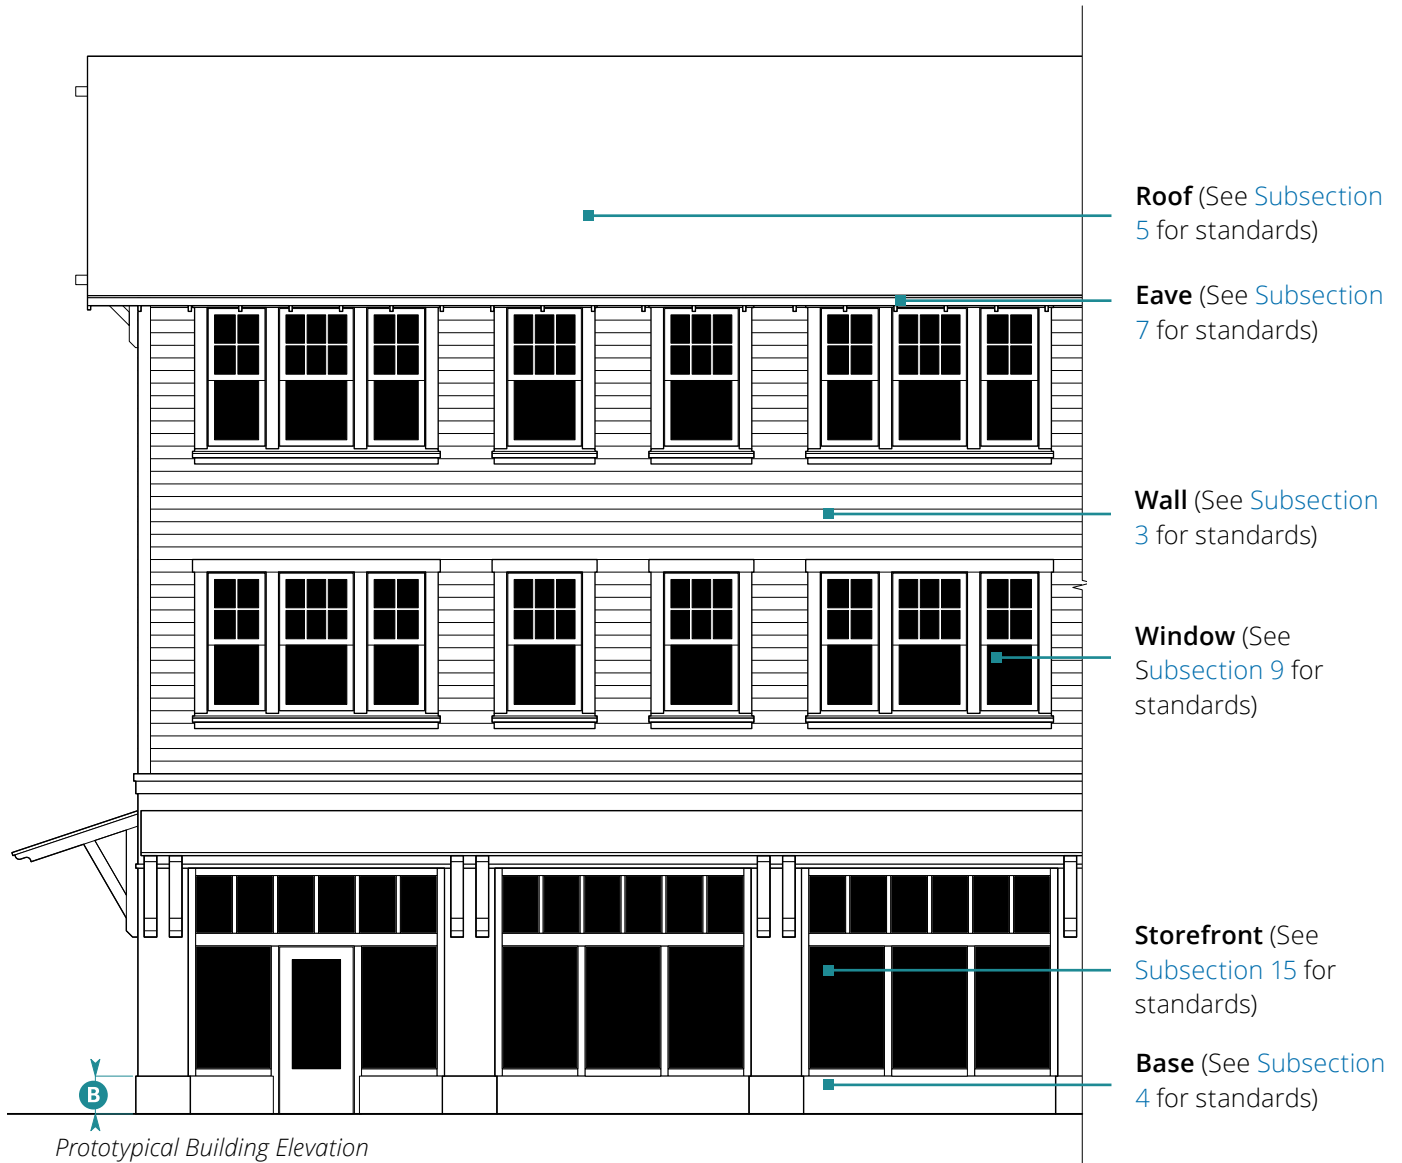 Roof (See Subsection
5 for standards)
Eave (See Subsection
7 for standards)
Wall (See Subsection
3 for standards)
Window (See
Subsection 9 for
standards)
Storefront (See
Subsection 15 for
standards)
Base (See Subsection
4 for standards)
B
Prototypical Building Elevation